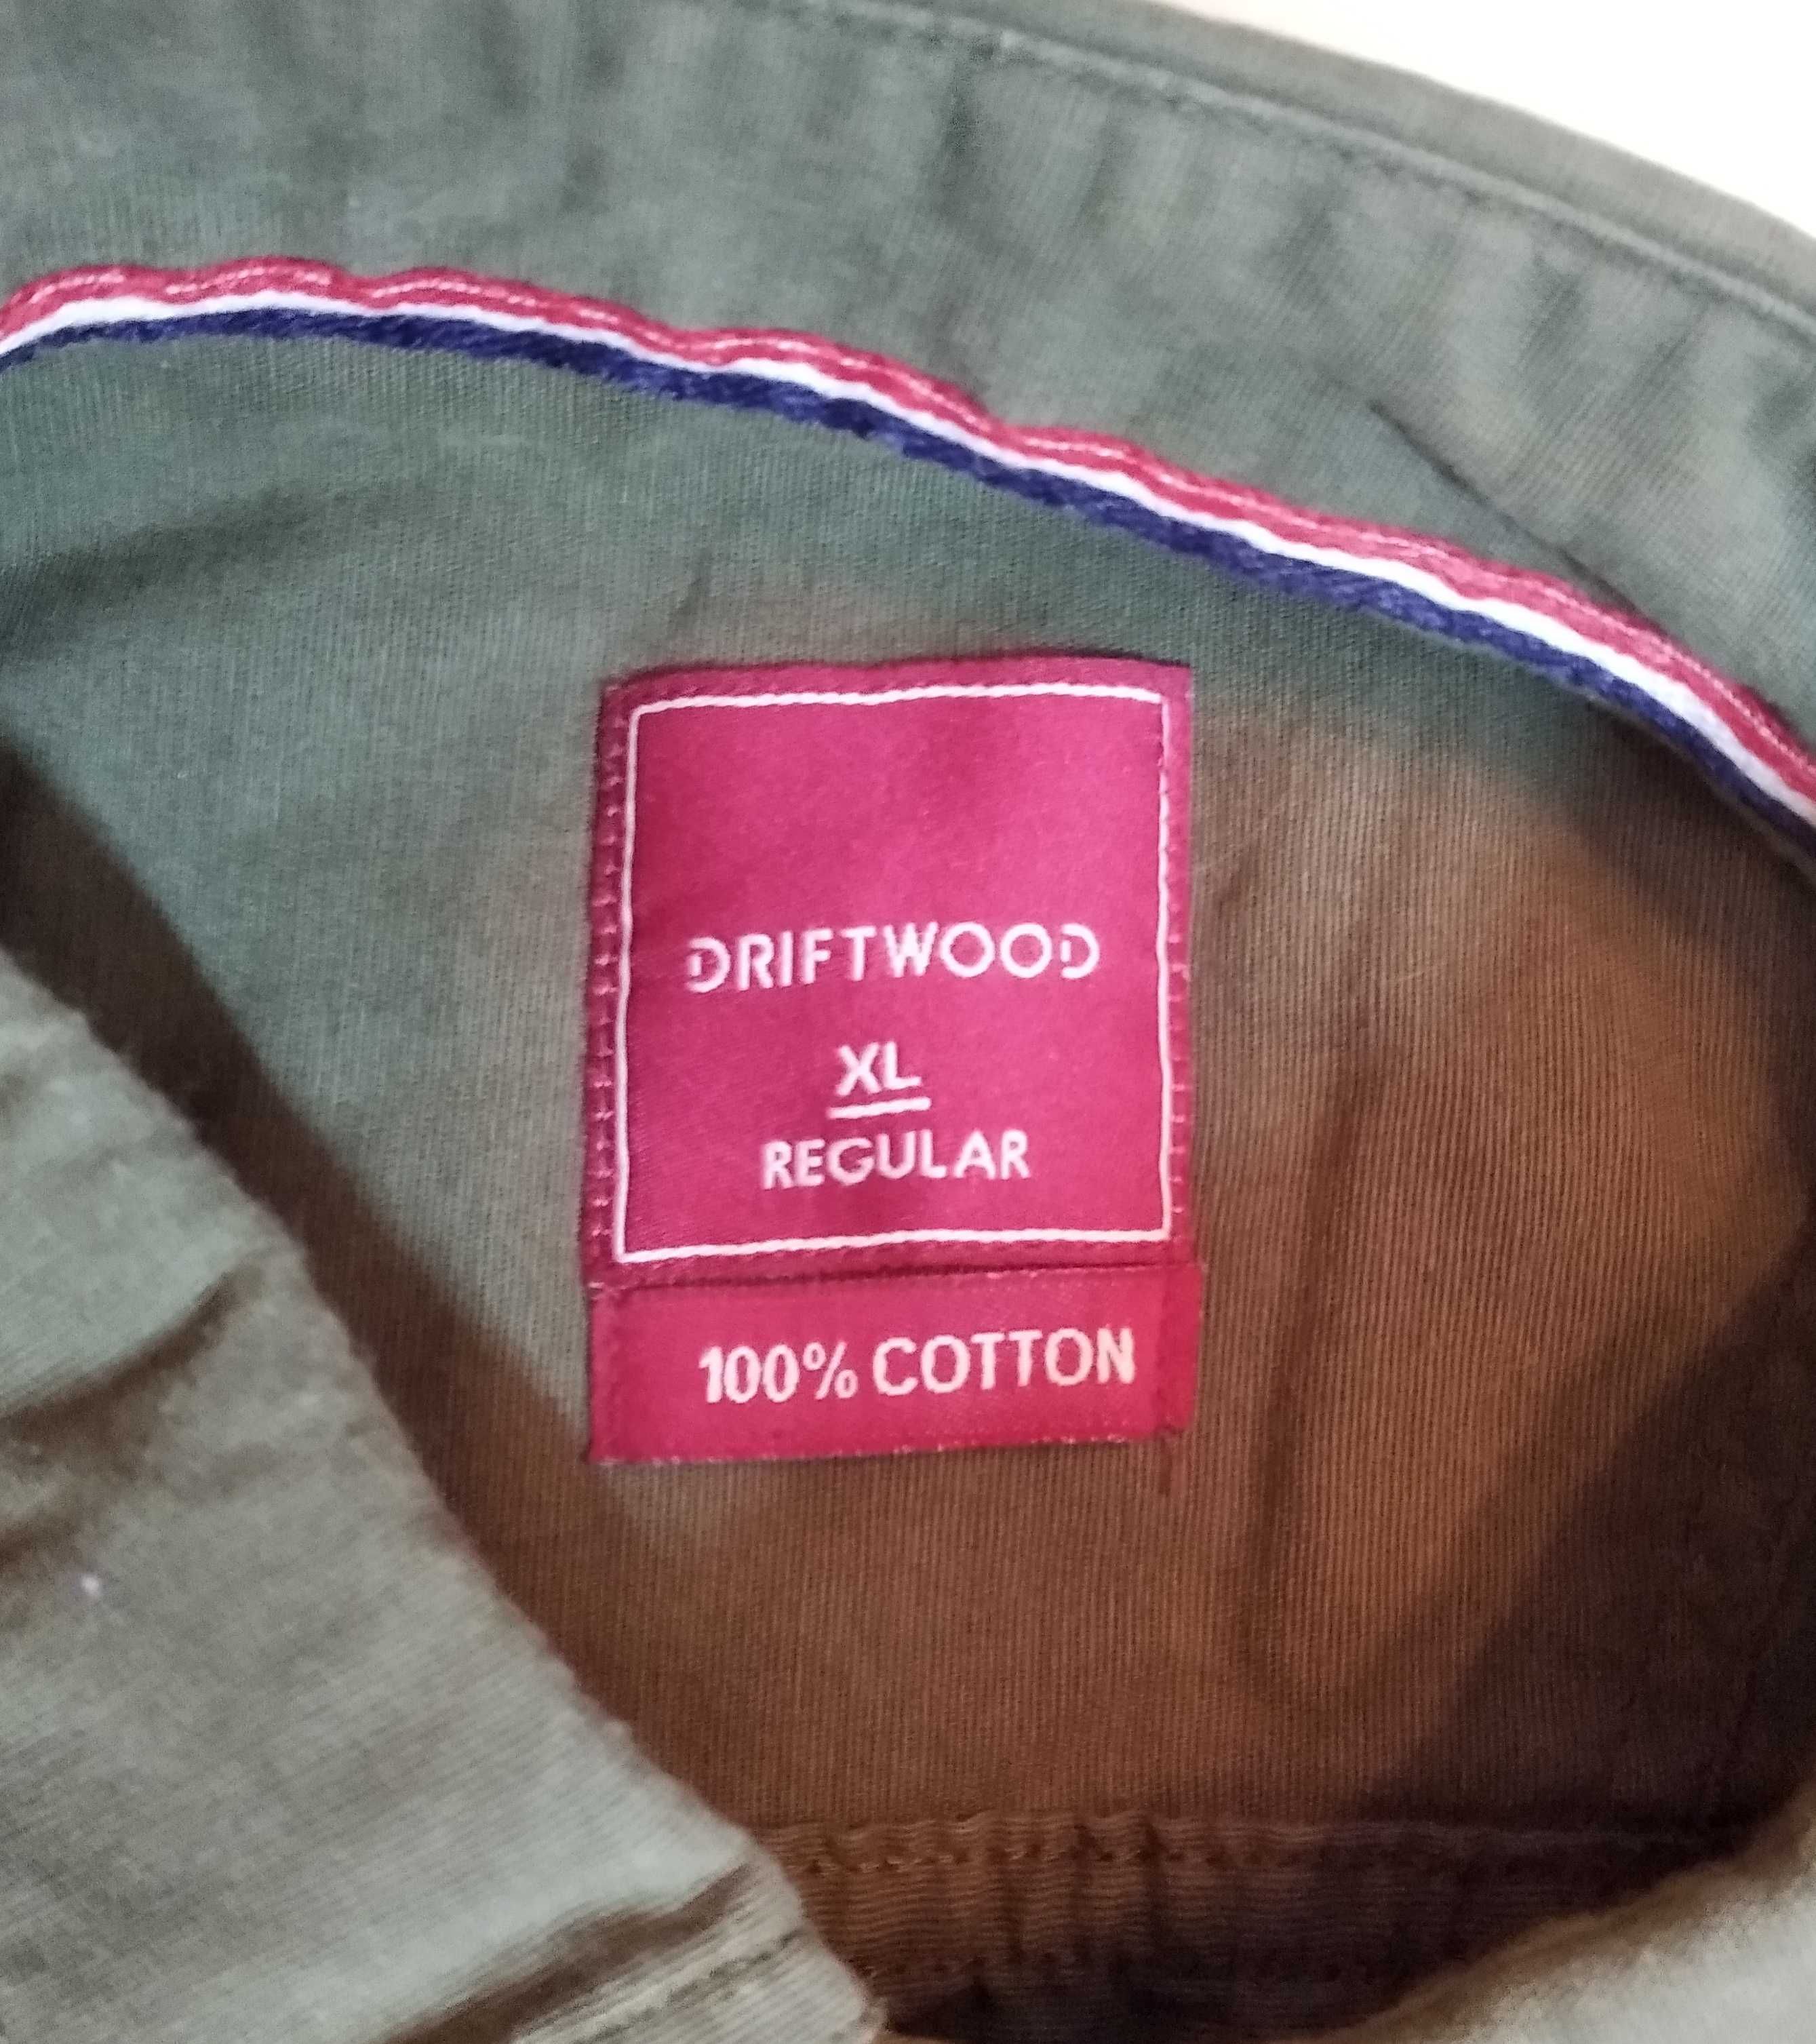 DRIFTWOOD
XL
REGULAR
100% COTTON